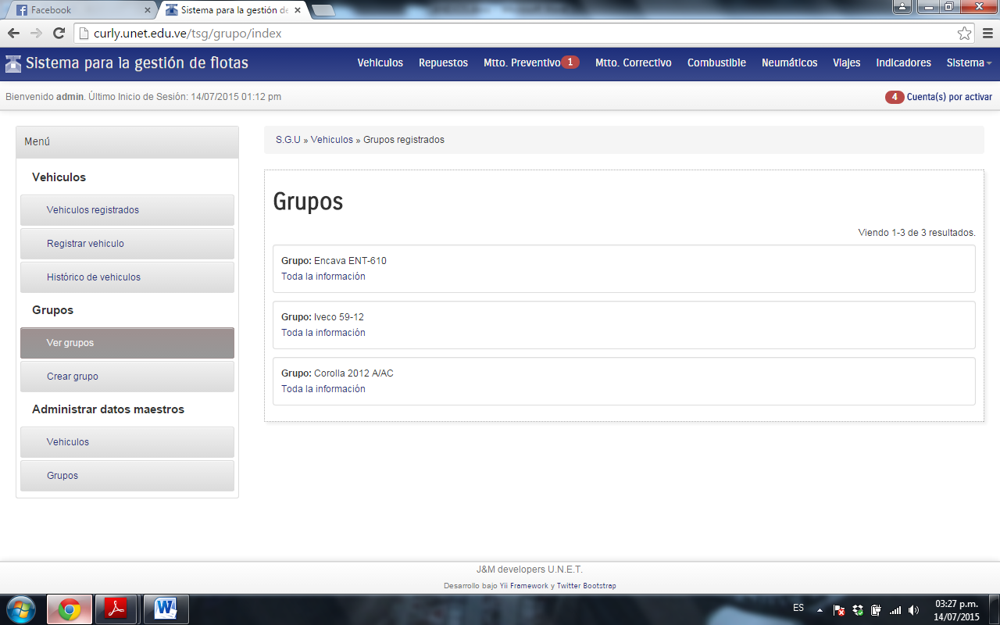 Facebook
Sistema para la gestión de
curly.unet.edu.ve/tsg/grupo/index
Sistema para la gestión de flotas
Vehiculos Repuestos Mtto. Preventivo 1 Mtto. Correctivo Combustible Neumáticos Viajes Indicadores Sistema
Bienvenido admin. Último Inicio de Sesión: 14/07/2015 01:12 pm
4 Cuenta(s) por activar
Menú
Vehiculos
Vehiculos registrados
Registrar vehiculo
Histórico de vehiculos
Grupos
Ver grupos
Crear grupo
Administrar datos maestros
Vehiculos
Grupos
S.G.U » Vehiculos » Grupos registrados
Grupos
Viendo 1-3 de 3 resultados.
Grupo: Encava ENT-610
Toda la información
Grupo: Iveco 59-12
Toda la información
Grupo: Corolla 2012 A/AC
Toda la información
J&M developers U.N.E.T.
Desarrollo bajo Yii Framework y Twitter Bootstrap
ES
03:27 p.m.
14/07/2015